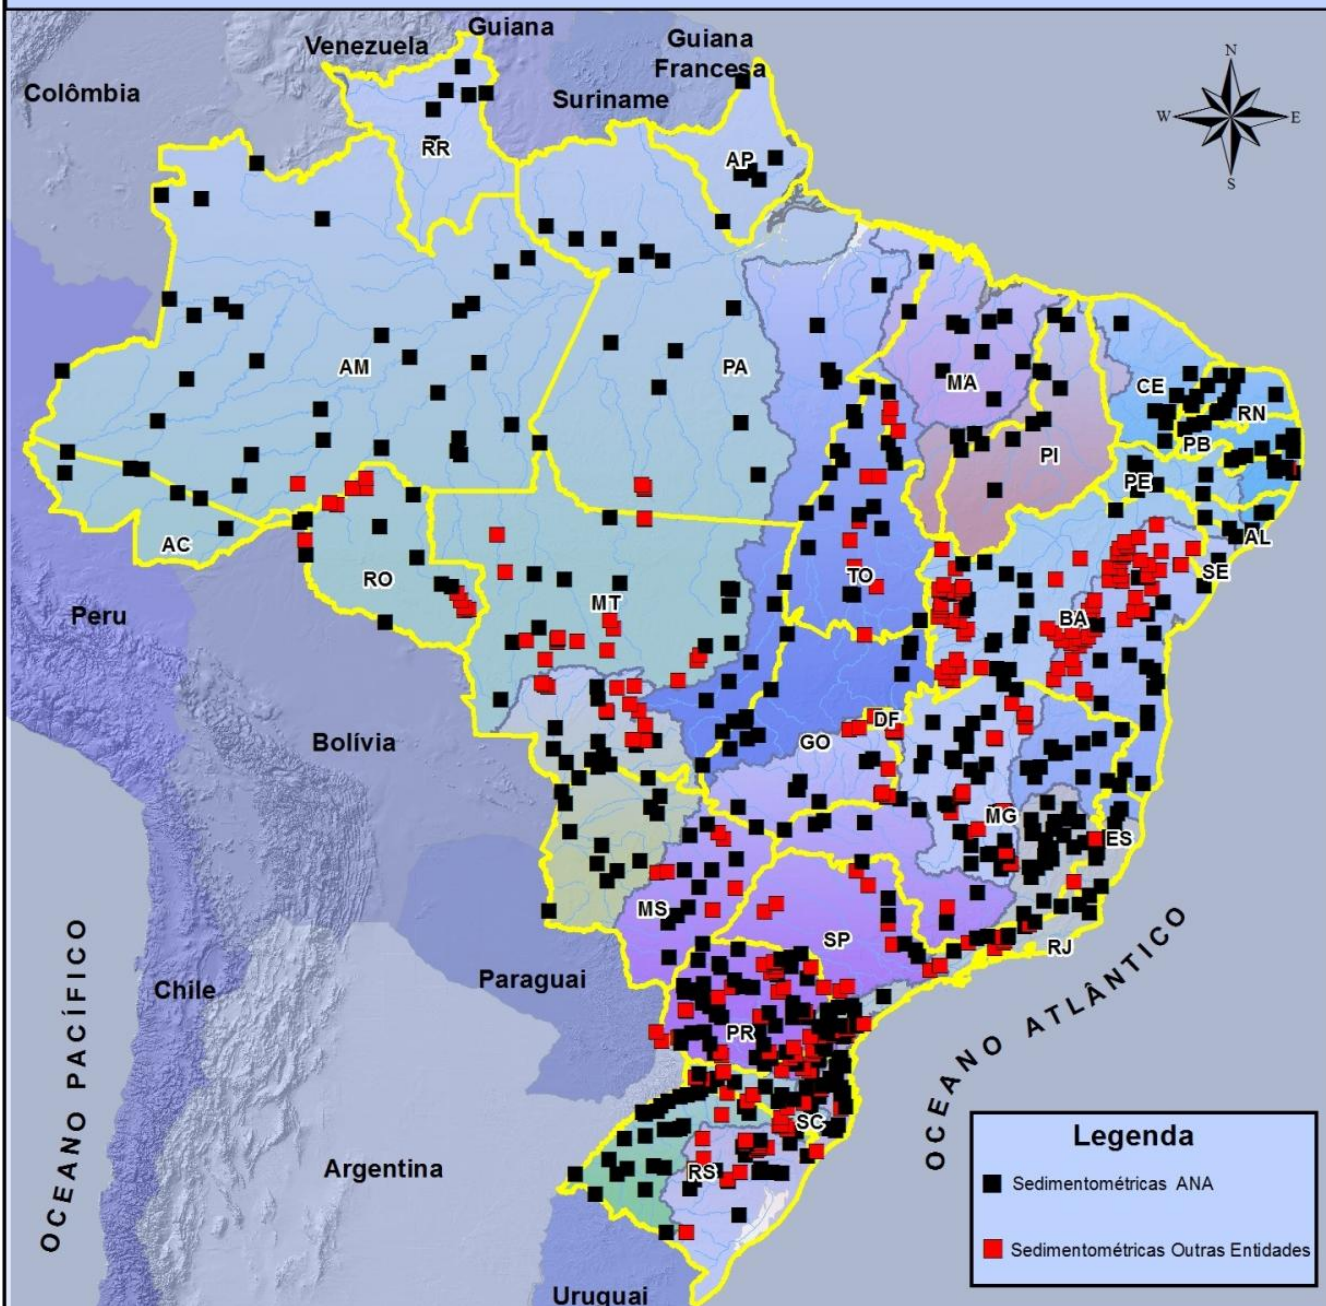 Guiana
Venezuela
Guiana
Francesa
Colômbia
Suriname
N
W
E
S
RR
AP
AM
PA
MA
CE
RN
PB
PI
PE
AL
AC
SE
RO
TO
MT
BA
Peru
Bolívia
DF
GO
MG
ES
MS
SP
RJ
Paraguai
Chile
PR
OCEANO PACÍFICO
OCEANO ATLÂNTICO
SC
RS
Argentina
Uruguai
Legenda
Sedimentométricas ANA
Sedimentométricas Outras Entidades